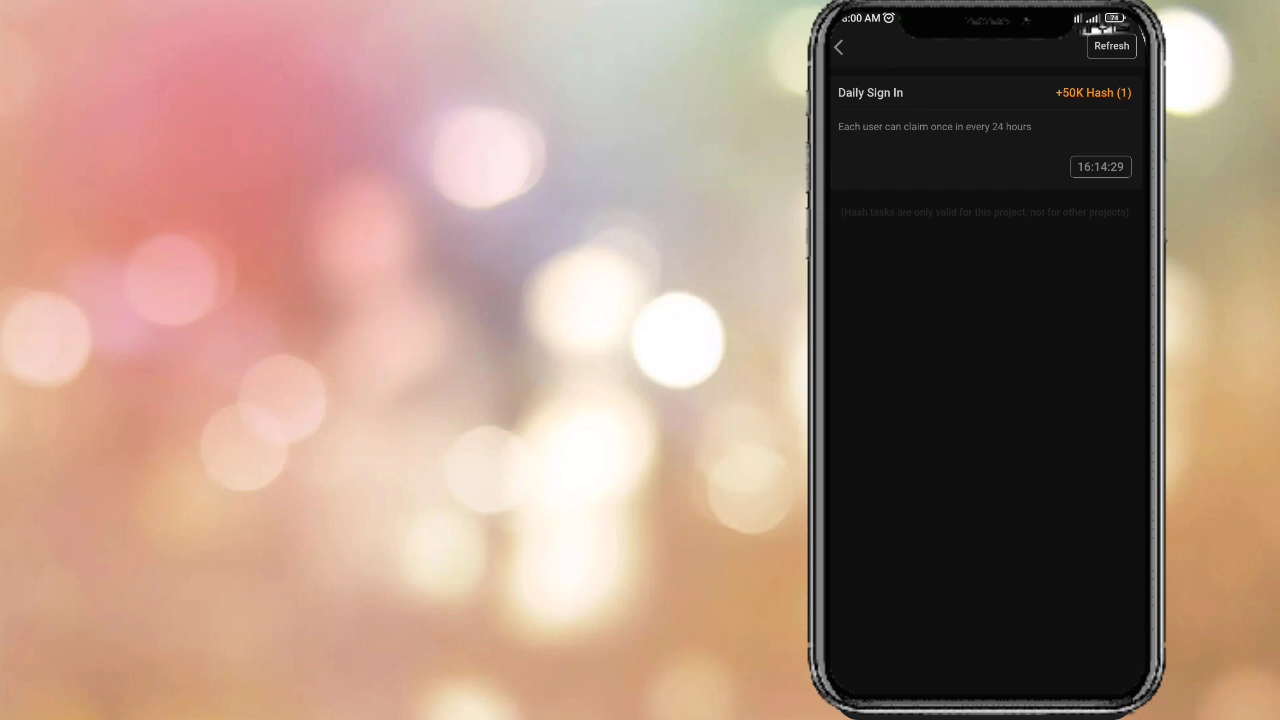 :00 AM
74
Refresh
Daily Sign In
+50K Hash (1)
Each user can claim once in every 24 hours
16:14:29
(Hash tasks are only valid for this project, not for other projects)